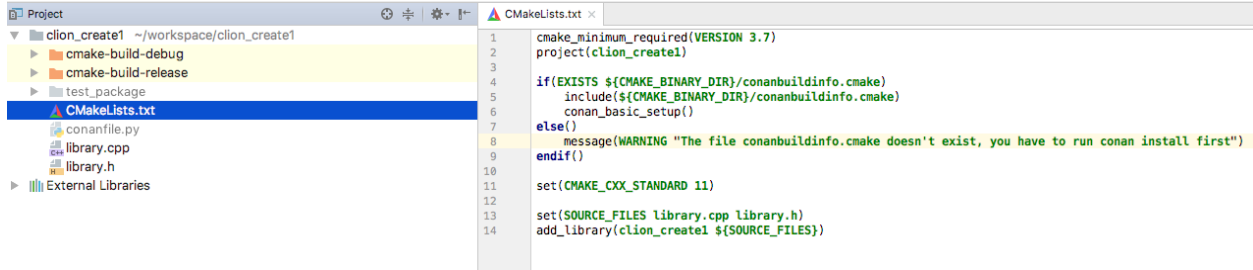 Project
clion_create1 ~/workspace/clion_create1
cmake-build-debug
cmake-build-release
test_package
CMakeLists.txt
conanfile.py
library.cpp
library.h
External Libraries
CMakeLists.txt
1 cmake_minimum_required(VERSION 3.7)
2 project(clion_create1)
3
4 if(EXISTS ${CMAKE_BINARY_DIR}/conanbuildinfo.cmake)
5 include(${CMAKE_BINARY_DIR}/conanbuildinfo.cmake)
6 conan_basic_setup()
7 else()
8 message(WARNING "The file conanbuildinfo.cmake doesn't exist, you have to run conan install first")
9 endif()
10
11 set(CMAKE_CXX_STANDARD 11)
12
13 set(SOURCE_FILES library.cpp library.h)
14 add_library(clion_create1 ${SOURCE_FILES})